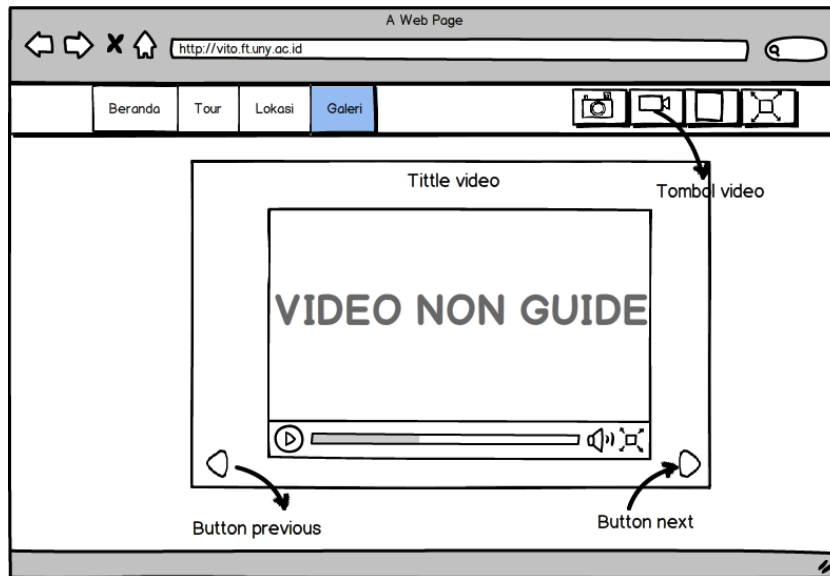 A Web Page
http://vito.ft.uny.ac.id
Beranda Tour Lokasi Galeri
Tittle video
Tombol video
VIDEO NON GUIDE
Button previous
Button next